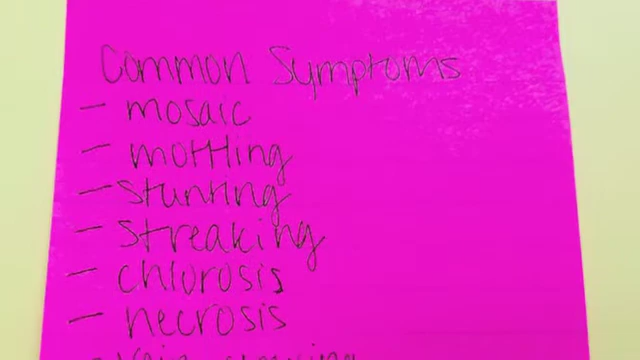 Common Symptoms
- mosaic
- mottling
- stunting
- streaking
- chlorosis
- necrosis